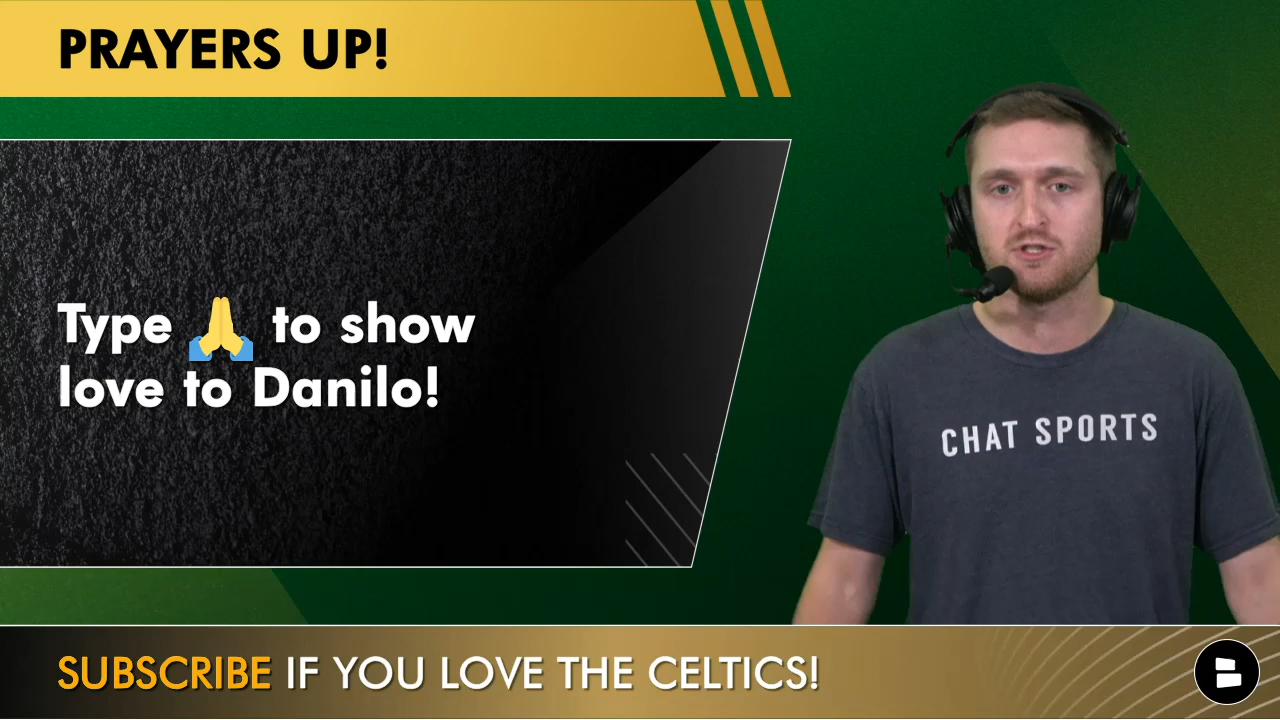 PRAYERS UP!
Type 🙏 to show
love to Danilo!
CHAT SPORTS
SUBSCRIBE IF YOU LOVE THE CELTICS!